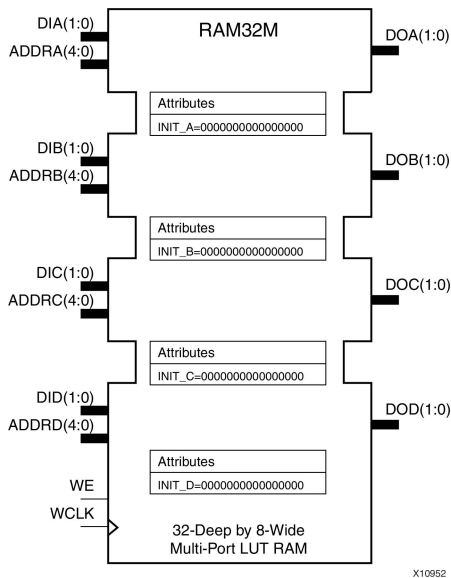 RAM32M
DIA(1:0)
ADDRA(4:0)
DOA(1:0)
Attributes
INIT_A=0000000000000000
DIB(1:0)
ADDRB(4:0)
DOB(1:0)
Attributes
INIT_B=0000000000000000
DIC(1:0)
ADDRC(4:0)
DOC(1:0)
Attributes
INIT_C=0000000000000000
DID(1:0)
ADDRD(4:0)
DOD(1:0)
Attributes
INIT_D=0000000000000000
WE
WCLK
32-Deep by 8-Wide
Multi-Port LUT RAM
X10952